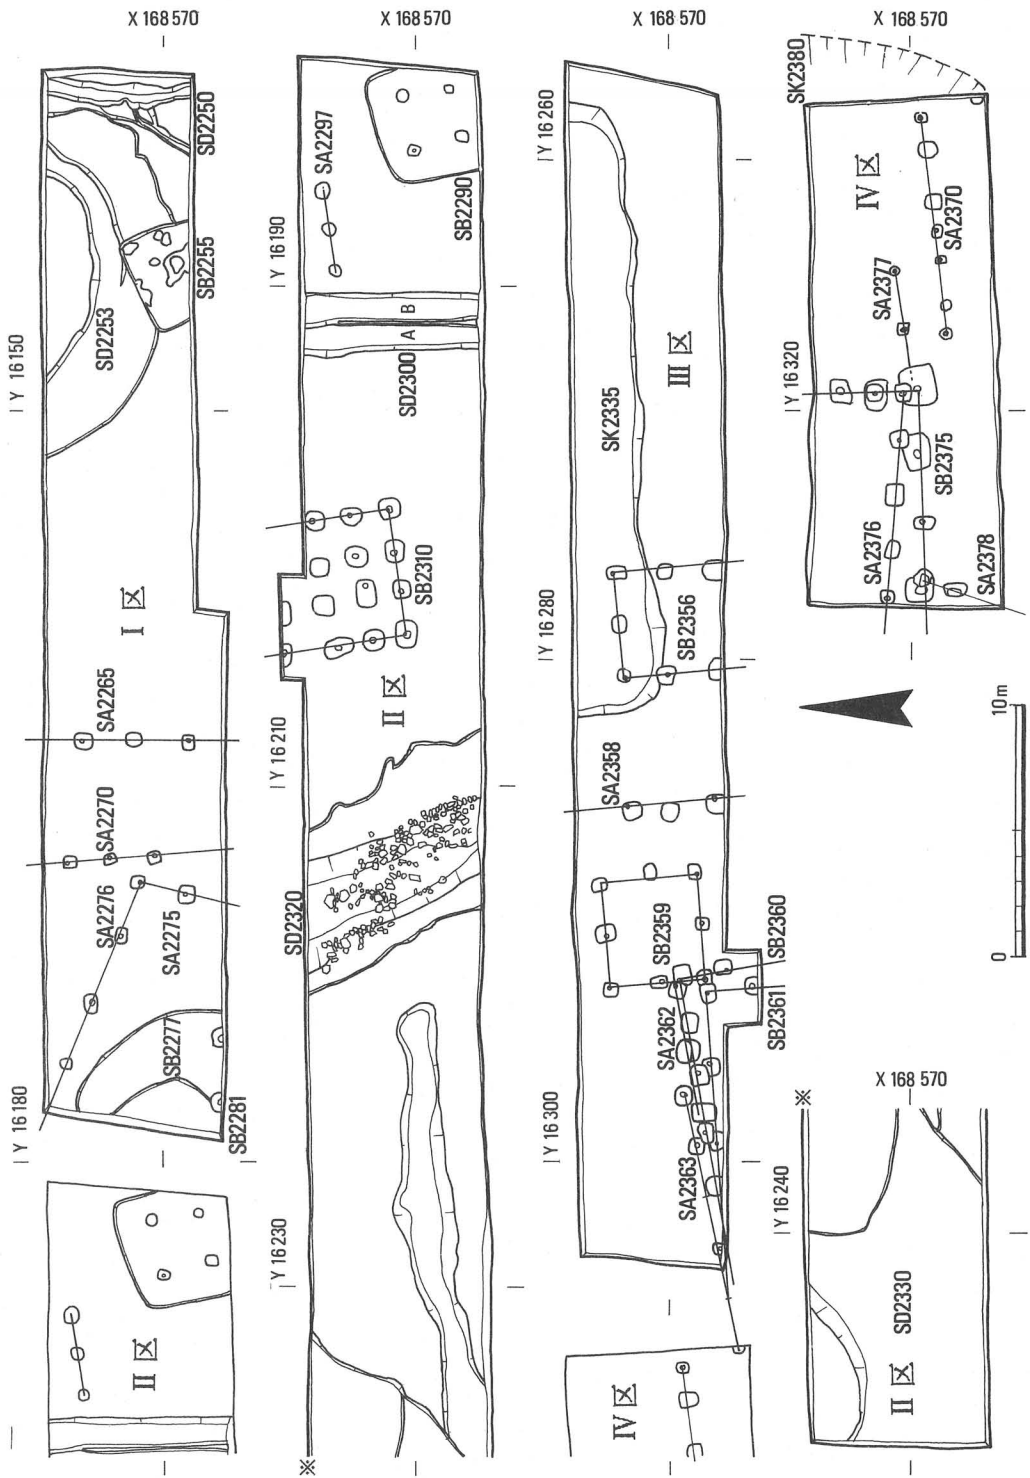 X 168 570
X 168 570
X 168 570
X 168 570
SD2250
SB2255
SD2253
Y 16 150
I 区
SA2265
SA2270
SA2276
SA2275
SB2277
SB2281
Y 16 180
II 区
SA2297
SB2290
Y 16 190
A
B
SD2300
SB2310
II 区
Y 16 210
SD2320
Y 16 230
※
Y 16 260
SK2335
III 区
SB2356
Y 16 280
SA2358
SB2359
SB2360
SB2361
SA2362
SA2363
Y 16 300
IV 区
SK2380
IV 区
SA2370
SA2377
Y 16 320
SB2375
SA2376
SA2378
10m
0
※
X 168 570
Y 16 240
SD2330
II 区